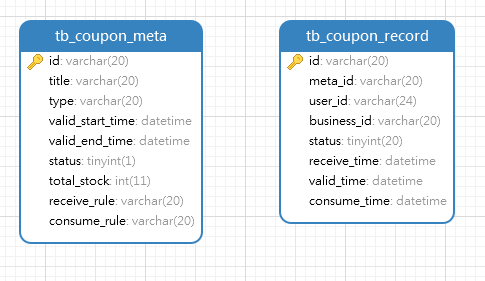 tb_coupon_meta
id: varchar(20)
title: varchar(20)
type: varchar(20)
valid_start_time: datetime
valid_end_time: datetime
status: tinyint(1)
total_stock: int(11)
receive_rule: varchar(20)
consume_rule: varchar(20)
tb_coupon_record
id: varchar(20)
meta_id: varchar(20)
user_id: varchar(24)
business_id: varchar(20)
status: tinyint(20)
receive_time: datetime
valid_time: datetime
consume_time: datetime